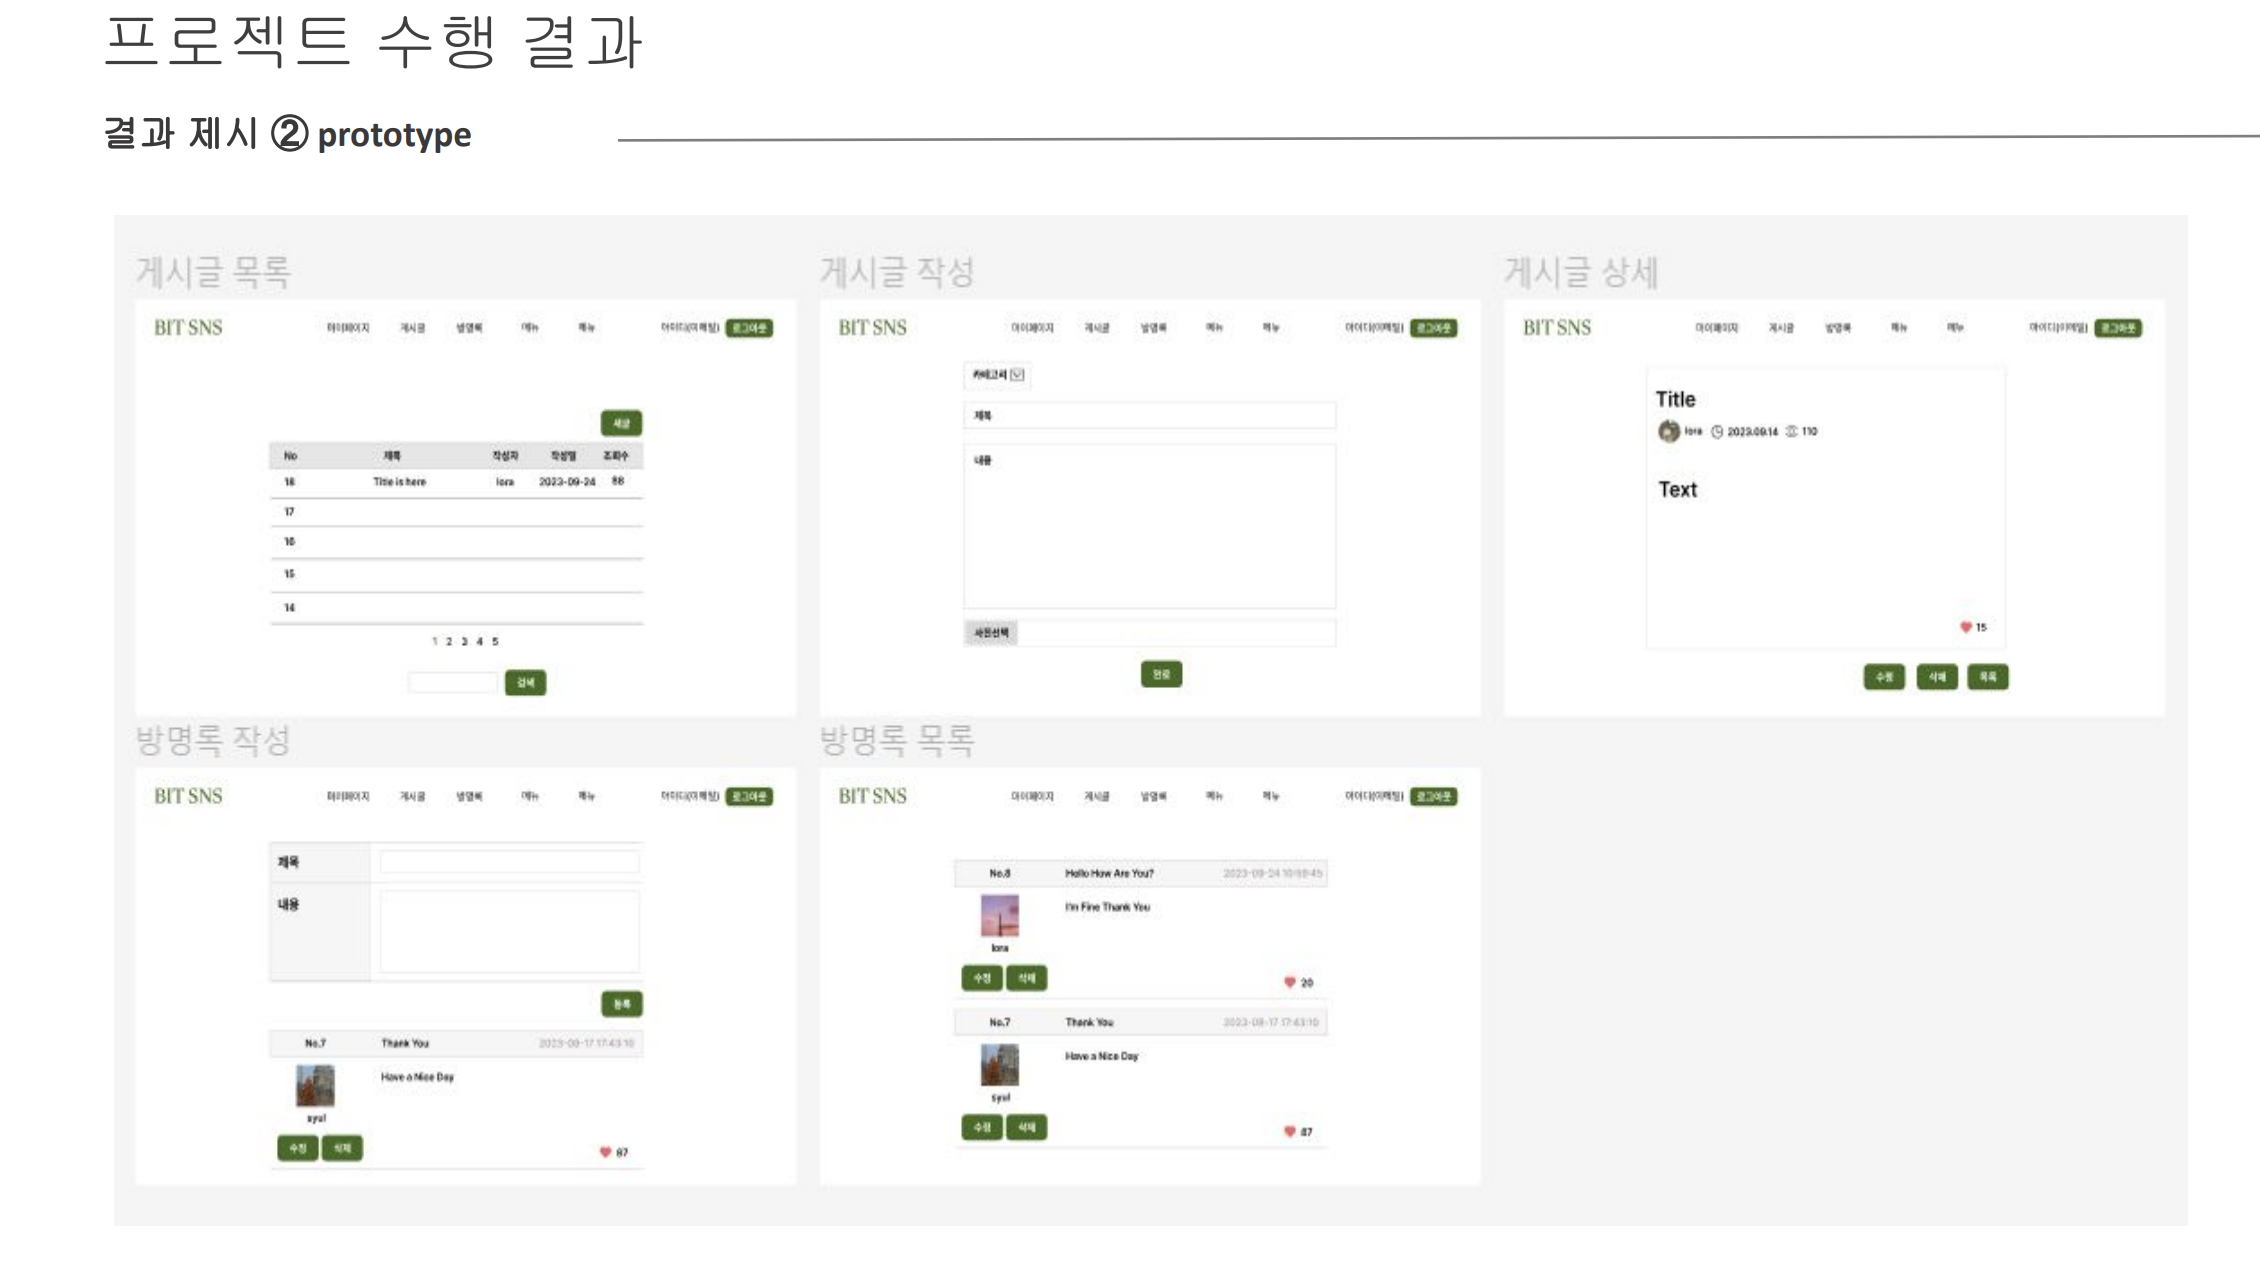 프로젝트 수행 결과
결과 제시 ② prototype
게시글 목록
BIT SNS 마이페이지 게시글 방명록 메뉴 메뉴 아이디(이메일) 로그아웃
새글
No 제목 작성자 작성일 조회수
18 Title is here lora 2023-09-24 88
17
16
15
14
1 2 3 4 5
검색
게시글 작성
BIT SNS 마이페이지 게시글 방명록 메뉴 메뉴 아이디(이메일) 로그아웃
카테고리
제목
내용
사진선택
완료
게시글 상세
BIT SNS 마이페이지 게시글 방명록 메뉴 메뉴 아이디(이메일) 로그아웃
Title
lora 2023.09.14 110
Text
15
수정 삭제 목록
방명록 작성
BIT SNS 마이페이지 게시글 방명록 메뉴 메뉴 아이디(이메일) 로그아웃
제목
내용
등록
No.7 Thank You 2023-08-17 17:43:10
Have a Nice Day
syul
수정 삭제
87
방명록 목록
BIT SNS 마이페이지 게시글 방명록 메뉴 메뉴 아이디(이메일) 로그아웃
No.8 Hello How Are You? 2023-09-24
I'm Fine Thank You
lora
수정 삭제
20
No.7 Thank You 2023-08-17 17:43:10
Have a Nice Day
syul
수정 삭제
87